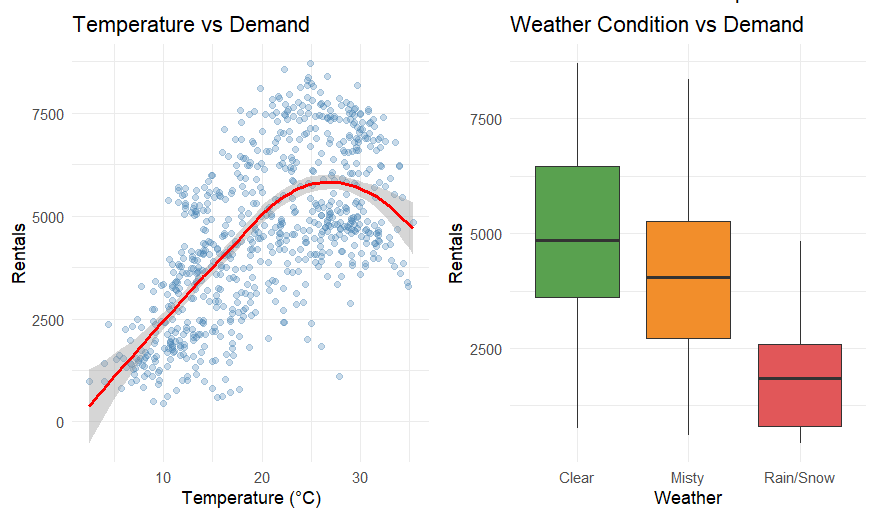 Temperature vs Demand
Rentals
7500
5000
2500
0
10 20 30
Temperature (°C)
Weather Condition vs Demand
Rentals
7500
5000
2500
Clear Misty Rain/Snow
Weather